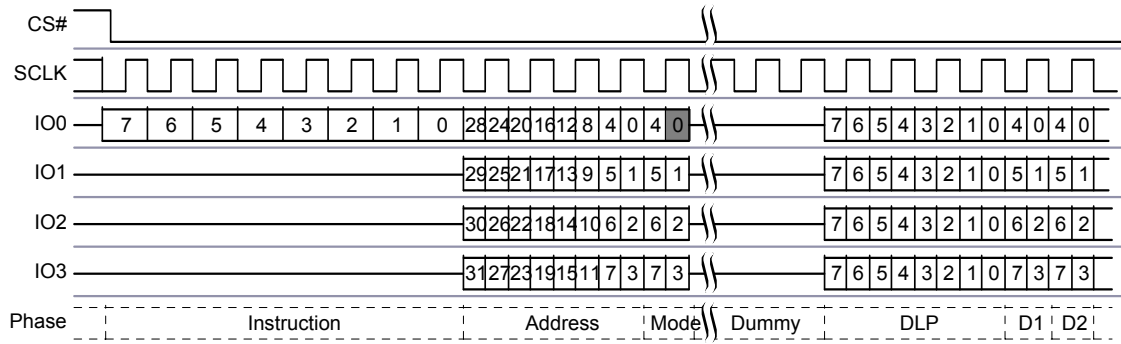 CS#
SCLK
IO0 7 6 5 4 3 2 1 0 28 24 20 16 12 8 4 0 4 0 7 6 5 4 3 2 1 0 4 0 4 0
IO1 29 25 21 17 13 9 5 1 5 1 7 6 5 4 3 2 1 0 5 1 5 1
IO2 30 26 22 18 14 10 6 2 6 2 7 6 5 4 3 2 1 0 6 2 6 2
IO3 31 27 23 19 15 11 7 3 7 3 7 6 5 4 3 2 1 0 7 3 7 3
Phase Instruction Address Mode Dummy DLP D1 D2